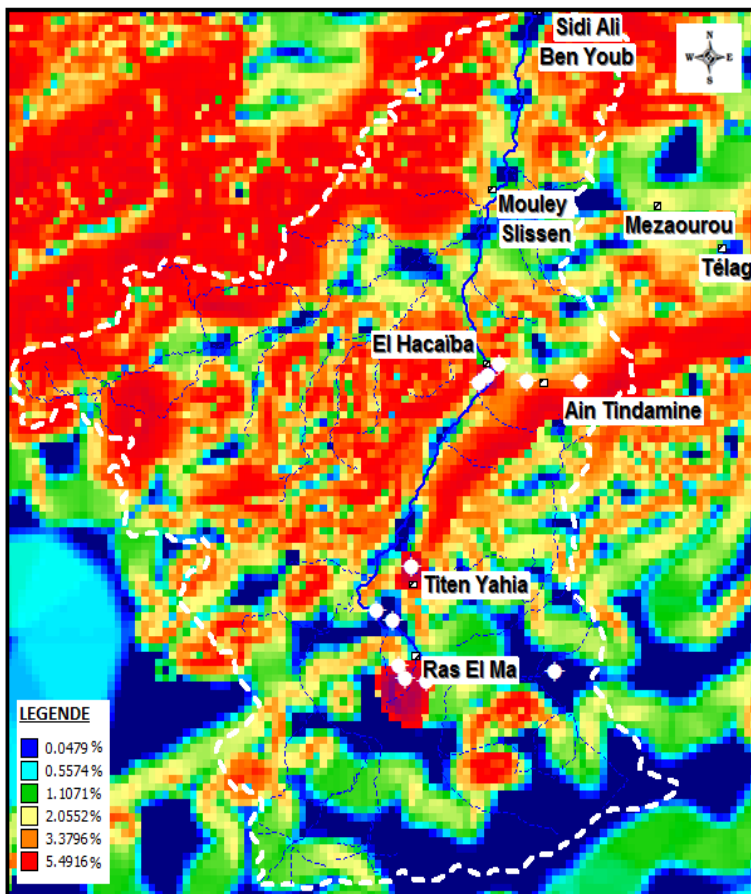 Sidi Ali
Ben Youb
N
W E
S
Mouley
Slissen
Mezaourou
Télag
El Hacaïba
Ain Tindamine
Titen Yahia
Ras El Ma
LEGENDE
0.0479 %
0.5574 %
1.1071 %
2.0552 %
3.3796 %
5.4916 %